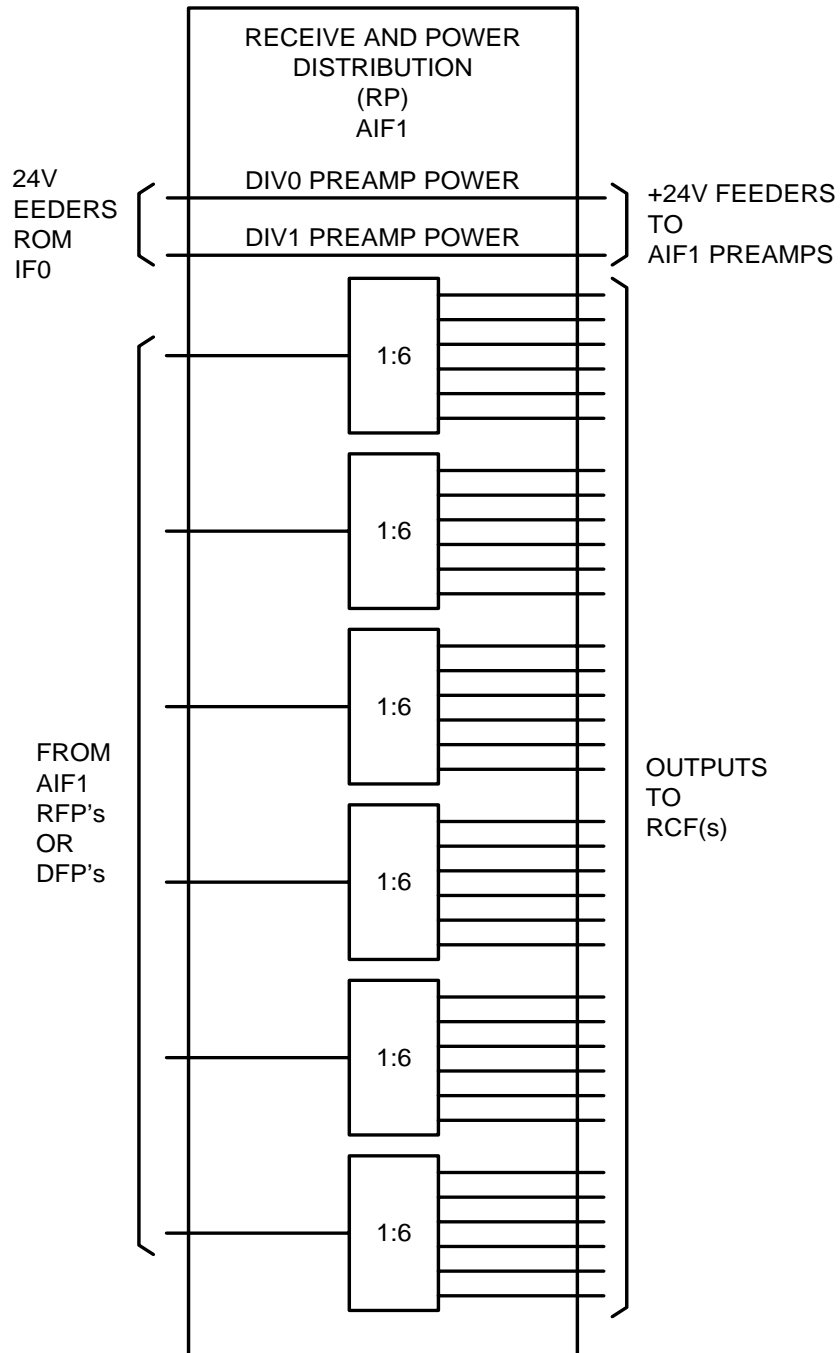 RECEIVE AND POWER
DISTRIBUTION
(RP)
AIF1
24V
EEDERS
ROM
IF0
DIV0 PREAMP POWER
DIV1 PREAMP POWER
+24V FEEDERS
TO
AIF1 PREAMPS
1:6
1:6
1:6
1:6
1:6
1:6
FROM
AIF1
RFP's
OR
DFP's
OUTPUTS
TO
RCF(s)